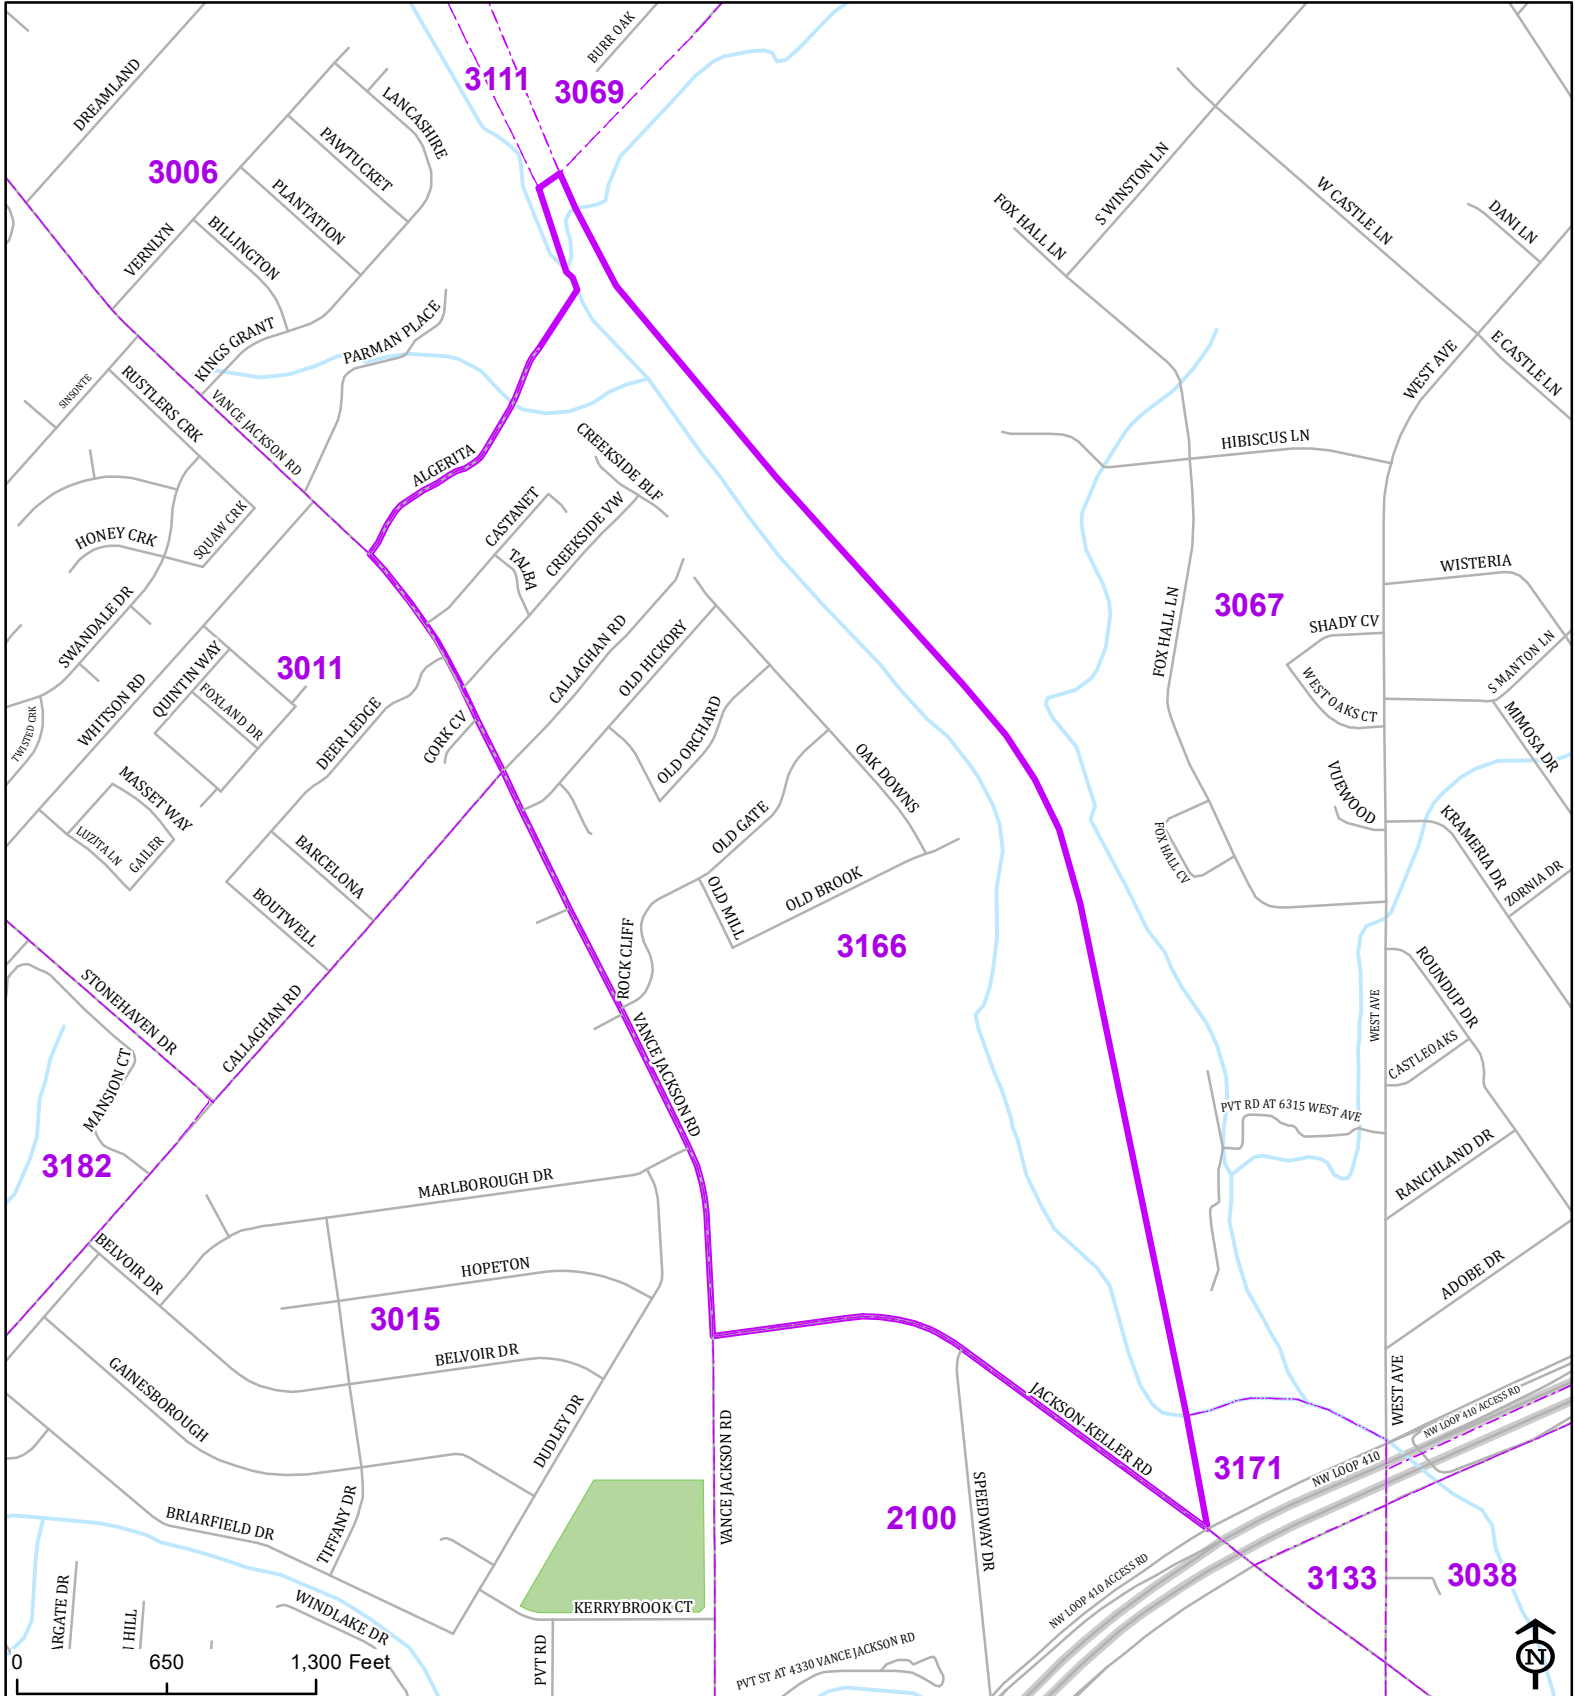 BURR OAK
3111
3069
DREAMLAND
LANCASHIRE
PAWTUCKET
3006
PLANTATION
BILLINGTON
VERNLYN
S WINSTON LN
FOX HALL LN
W CASTLE LN
DANI LN
KINGS GRANT
PARMAN PLACE
E CASTLE LN
WEST AVE
SINSONTE
RUSTLERS CRK
VANCE JACKSON RD
HIBISCUS LN
ALGERITA
CREEKSIDE BLF
CASTANET
CREEKSIDE VW
TALBA
HONEY CRK
SQUAW CRK
WISTERIA
FOX HALL LN
3067
SHADY CV
SWANDALE DR
3011
QUINTIN WAY
FOXLAND DR
WHITSON RD
CALLAGHAN RD
OLD HICKORY
S MANTON LN
WEST OAKS CT
MIMOSA DR
TWISTED CRK
DEER LEDGE
CORK CV
OLD ORCHARD
OAK DOWNS
VUEWOOD
MASSET WAY
LUZITA LN
GAILER
OLD GATE
FOX HALL CV
KRAMERIA DR
ZORNIA DR
BARCELONA
BOUTWELL
OLD MILL
OLD BROOK
3166
ROCK CLIFF
ROUNDUP DR
STONEHAVEN DR
CALLAGHAN RD
VANCE JACKSON RD
WEST AVE
CASTLEOAKS
MANSION CT
PVT RD AT 6315 WEST AVE
3182
MARLBOROUGH DR
RANCHLAND DR
BELVOIR DR
HOPETON
ADOBE DR
3015
BELVOIR DR
GAINESBOROUGH
DUDLEY DR
JACKSON-KELLER RD
WEST AVE
NW LOOP 410 ACCESS RD
VANCE JACKSON RD
3171
NW LOOP 410
BRIARFIELD DR
TIFFANY DR
2100
SPEEDWAY DR
NW LOOP 410 ACCESS RD
3133
3038
ARGATE DR
HILL
WINDLAKE DR
KERRYBROOK CT
PVT RD
PVT ST AT 4330 VANCE JACKSON RD
N
0 650 1,300 Feet